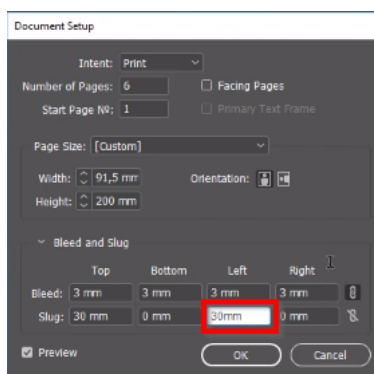 Document Setup
Intent: Print
Number of Pages: 6 Facing Pages
Start Page Nº: 1 Primary Text Frame
Page Size: [Custom]
Width: 91,5 mm Orientation:
Height: 200 mm
Bleed and Slug
Top Bottom Left Right
Bleed: 3 mm 3 mm 3 mm 3 mm
Slug: 30 mm 0 mm 30mm 0 mm
Preview OK Cancel